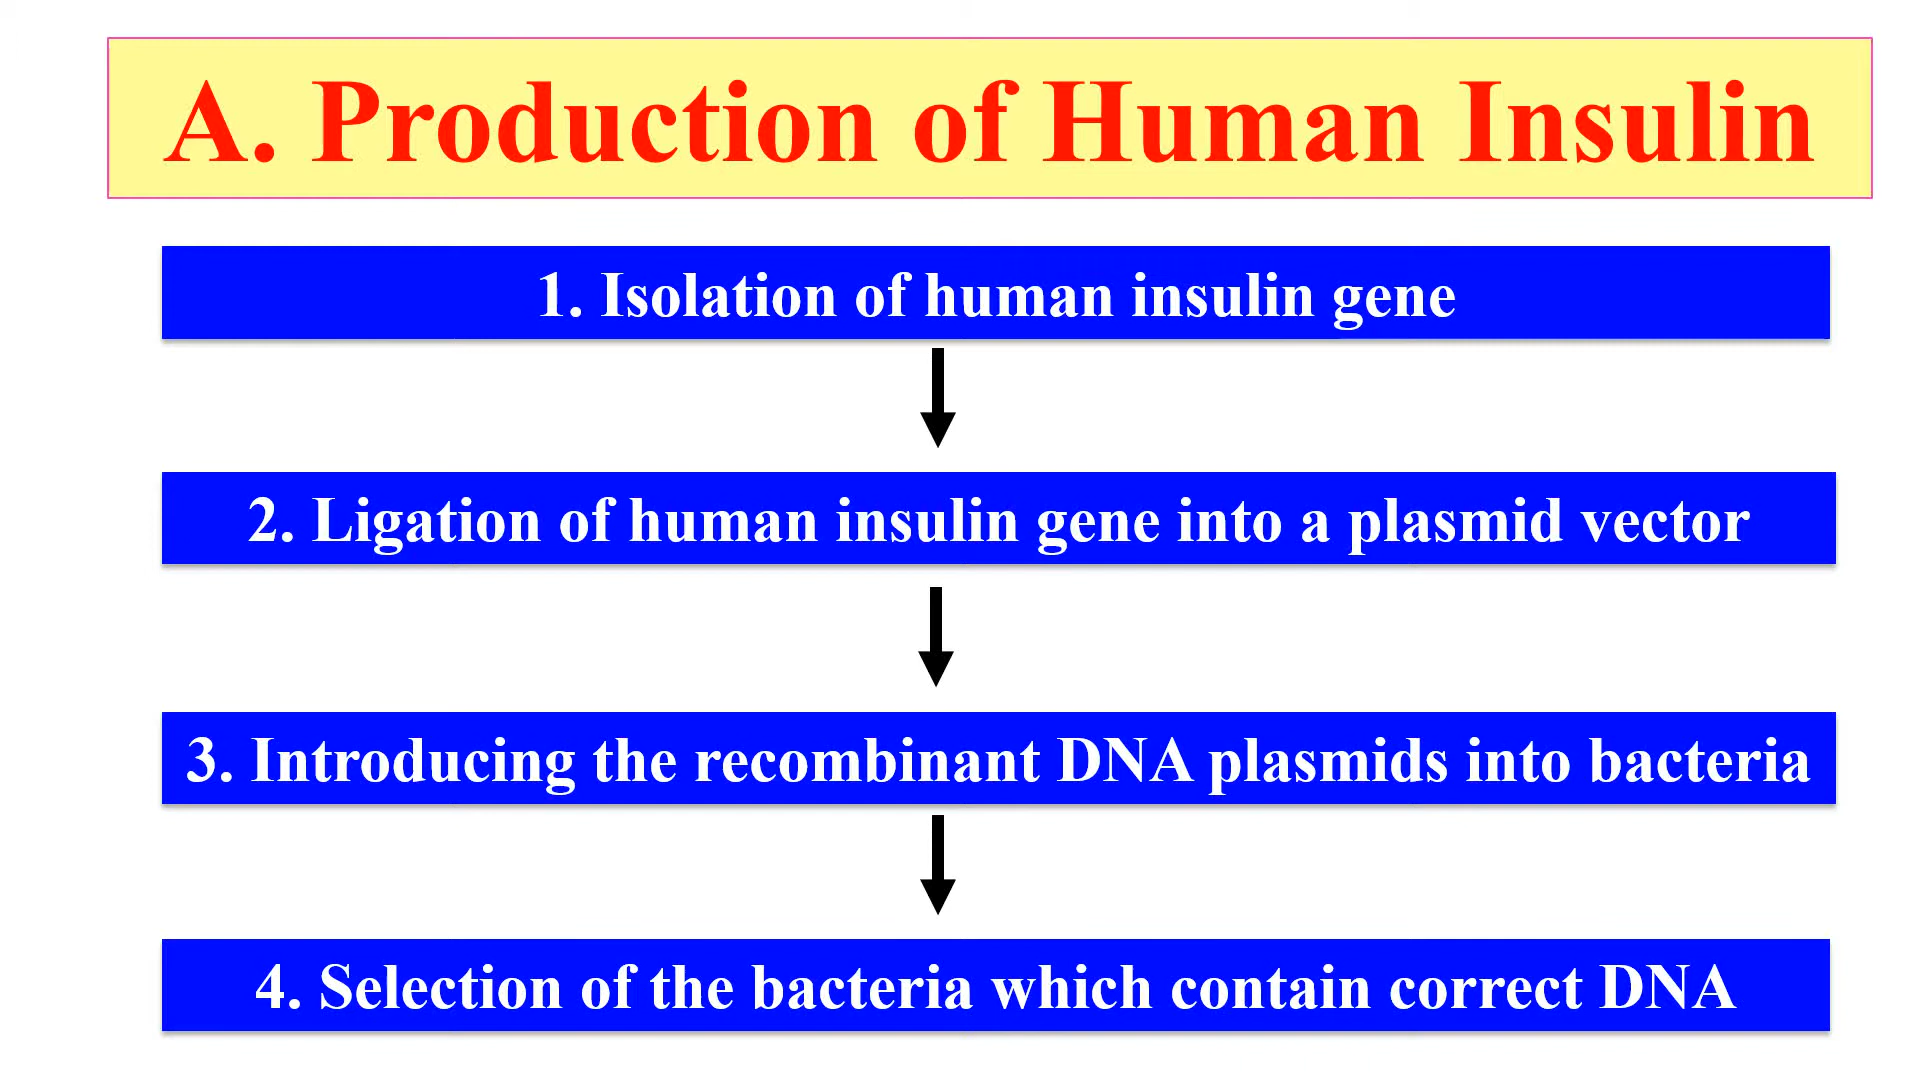 A. Production of Human Insulin
1. Isolation of human insulin gene
2. Ligation of human insulin gene into a plasmid vector
3. Introducing the recombinant DNA plasmids into bacteria
4. Selection of the bacteria which contain correct DNA